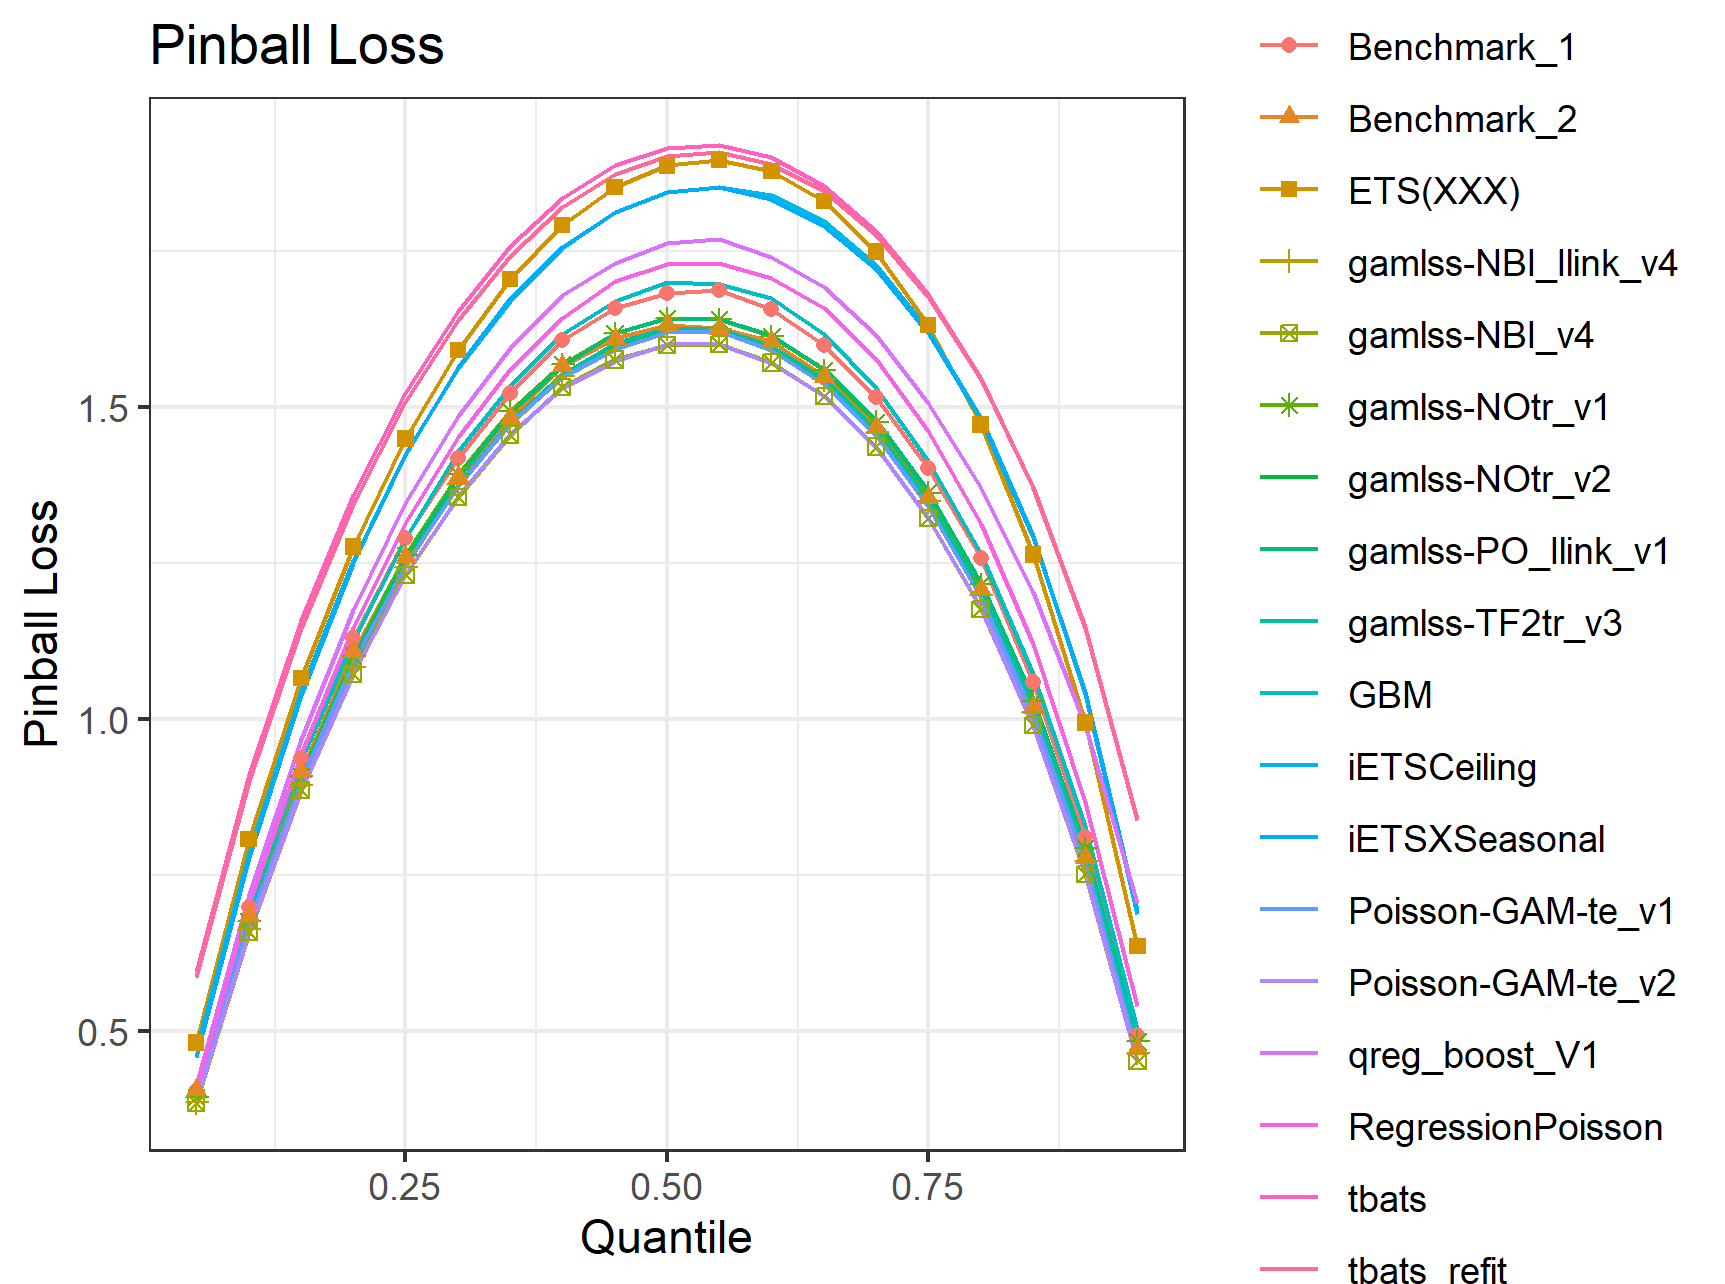 Pinball Loss
Pinball Loss
1.5
1.0
0.5
0.25
0.50
0.75
Quantile
Benchmark_1
Benchmark_2
ETS(XXX)
gamlss-NBI_llink_v4
gamlss-NBI_v4
gamlss-NOtr_v1
gamlss-NOtr_v2
gamlss-PO_llink_v1
gamlss-TF2tr_v3
GBM
iETSCeiling
iETSXSeasonal
Poisson-GAM-te_v1
Poisson-GAM-te_v2
qreg_boost_V1
RegressionPoisson
tbats
tbats_refit